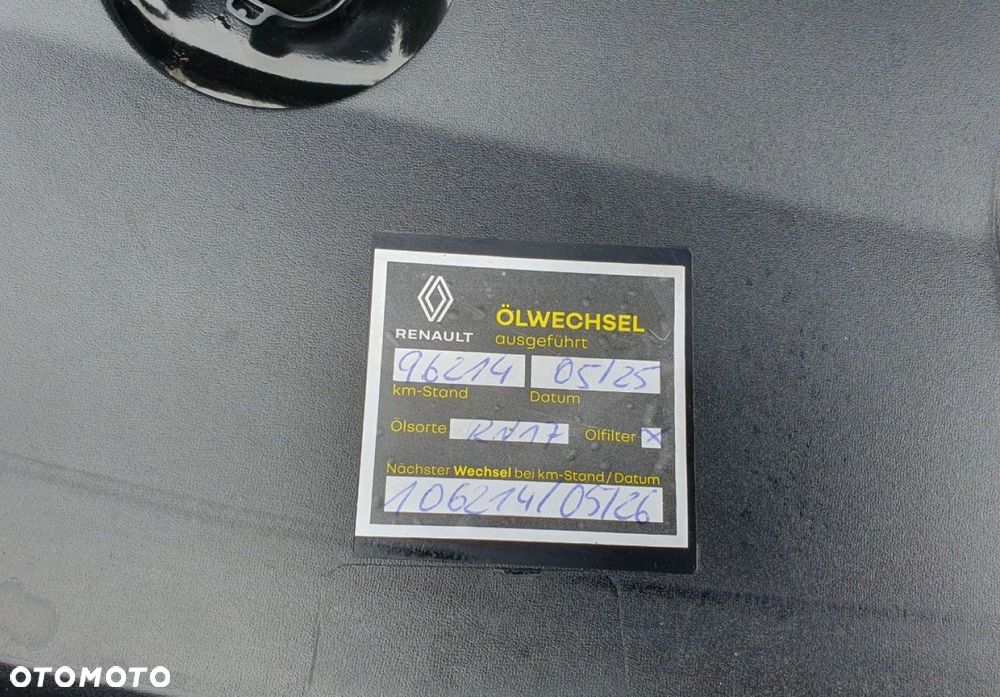 RENAULT
ÖLWECHSEL
ausgeführt
96214 05/25
km-Stand Datum
Ölsorte RN17 Ölfilter X
Nächster Wechsel bei km-Stand / Datum
106214/05/26
OTOMOTO